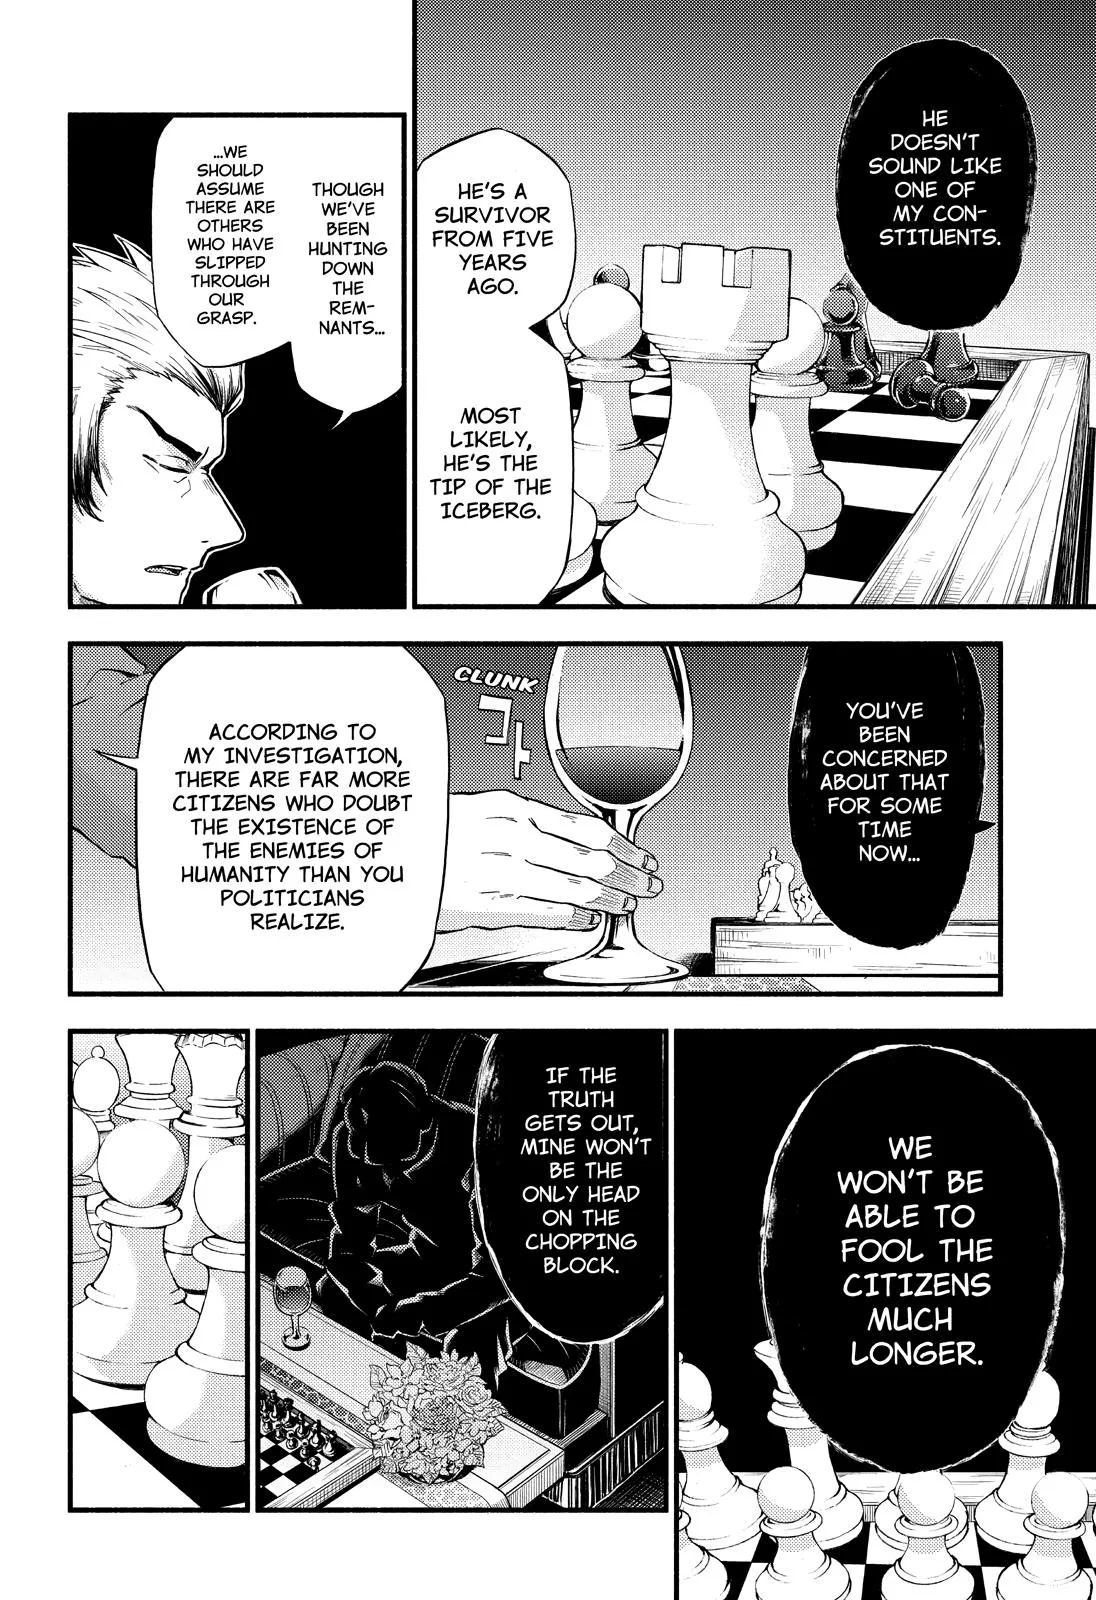 HE
DOESN'T
SOUND LIKE
ONE OF
MY CON-
STITUENTS.
HE'S A
SURVIVOR
FROM FIVE
YEARS
AGO.
MOST
LIKELY,
HE'S THE
TIP OF THE
ICEBERG.
THOUGH
WE'VE
BEEN
HUNTING
DOWN
THE
REM-
NANTS...
...WE
SHOULD
ASSUME
THERE ARE
OTHERS
WHO HAVE
SLIPPED
THROUGH
OUR
GRASP.
YOU'VE
BEEN
CONCERNED
ABOUT THAT
FOR SOME
TIME
NOW...
CLUNK
コト
ACCORDING TO
MY INVESTIGATION,
THERE ARE FAR MORE
CITIZENS WHO DOUBT
THE EXISTENCE OF
THE ENEMIES OF
HUMANITY THAN YOU
POLITICIANS
REALIZE.
WE
WON'T BE
ABLE TO
FOOL THE
CITIZENS
MUCH
LONGER.
IF THE
TRUTH
GETS OUT,
MINE WON'T
BE THE
ONLY HEAD
ON THE
CHOPPING
BLOCK.